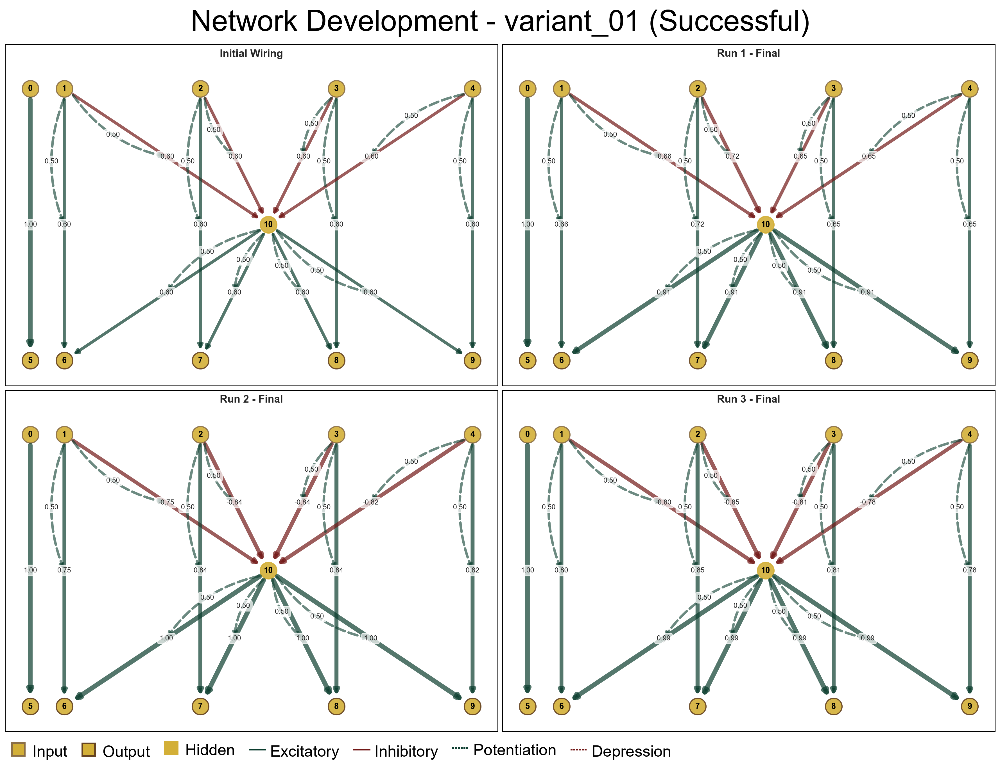 Network Development - variant_01 (Successful)
Initial Wiring
0 1 2 3 4
0.50
0.50 0.50
0.50 0.50
-0.60 -0.60 -0.60 -0.60
0.50 0.50 0.50 0.50
1.00 0.60 0.60 10 0.60 0.60
0.50
0.50
0.50
0.50
0.60 0.60 0.60 0.60
5 6 7 8 9
Run 1 - Final
0 1 2 3 4
0.50
0.50 0.50
0.50 0.50
-0.66 -0.72 -0.65 -0.65
0.50 0.50 0.50 0.50
1.00 0.66 0.72 10 0.65 0.65
0.50
0.50
0.50
0.50
0.91 0.91 0.91 0.91
5 6 7 8 9
Run 2 - Final
0 1 2 3 4
0.50
0.50 0.50
0.50 0.50
-0.75 -0.84 -0.84 -0.82
0.50 0.50 0.50 0.50
1.00 0.75 0.84 10 0.84 0.82
0.50
0.50
0.50
0.50
1.00 1.00 1.00 1.00
5 6 7 8 9
Run 3 - Final
0 1 2 3 4
0.50
0.50 0.50
0.50 0.50
-0.80 -0.85 -0.81 -0.78
0.50 0.50 0.50 0.50
1.00 0.80 0.85 10 0.81 0.78
0.50
0.50
0.50
0.50
0.99 0.99 0.99 0.99
5 6 7 8 9
Input Output Hidden Excitatory Inhibitory Potentiation Depression